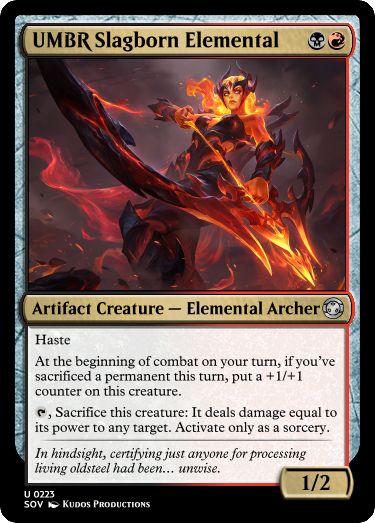 UMBR Slagborn Elemental
Artifact Creature — Elemental Archer
Haste
At the beginning of combat on your turn, if you've
sacrificed a permanent this turn, put a +1/+1
counter on this creature.
, Sacrifice this creature: It deals damage equal to
its power to any target. Activate only as a sorcery.
In hindsight, certifying just anyone for processing
living oldsteel had been... unwise.
1/2
U 0223
SOV Kudos Productions